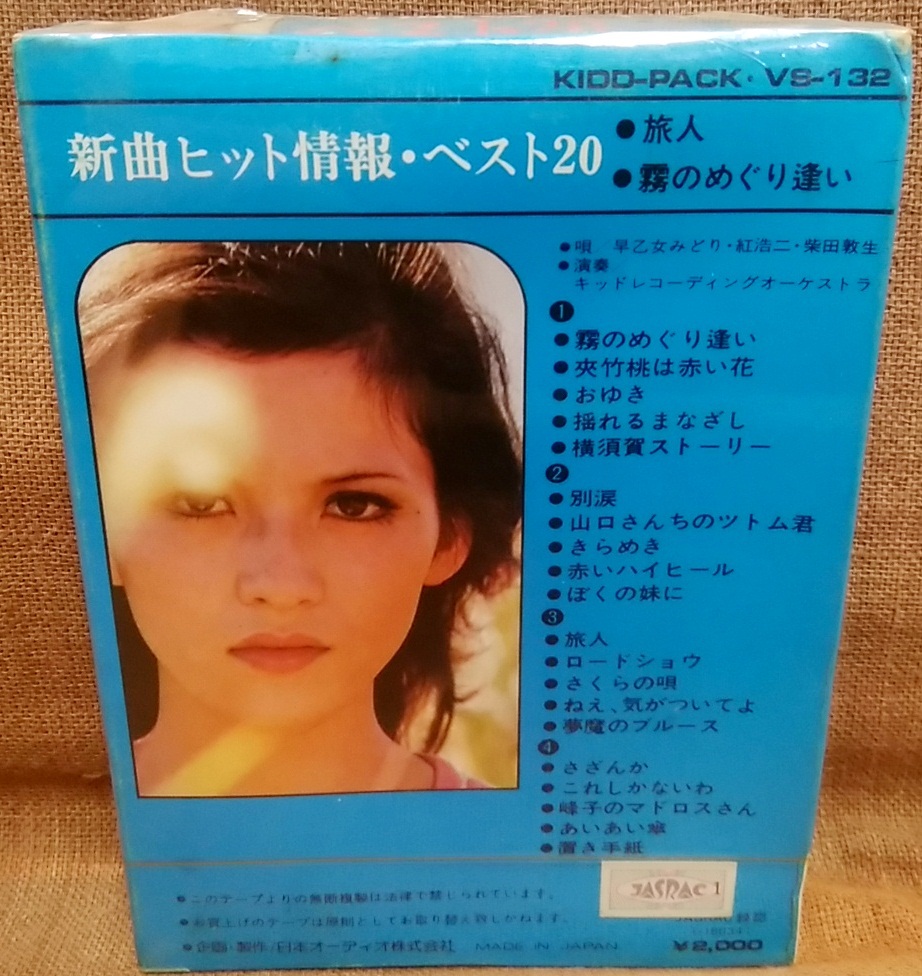 KIDD-PACK・VS-132
新曲ヒット情報・ベスト20
●旅人
●霧のめぐり逢い
●唄／早乙女みどり・紅浩二・柴田敦生
●演奏
キッドレコーディングオーケストラ
❶
●霧のめぐり逢い
●夾竹桃は赤い花
●おゆき
●揺れるまなざし
●横須賀ストーリー
❷
●別涙
●山口さんちのツトム君
●きらめき
●赤いハイヒール
●ぼくの妹に
❸
●旅人
●ロードショウ
●さくらの唄
●ねえ、気がついてよ
●夢魔のブルース
❹
●さざんか
●これしかないわ
●峰子のマドロスさん
●あいあい傘
●置き手紙
●このテープよりの無断複製は法律で禁じられています。
●お買上げのテープは原則としてお取り替え致しかねます。
●企画・製作/日本オーディオ株式会社 MADE IN JAPAN
JASRAC 1
¥2,000